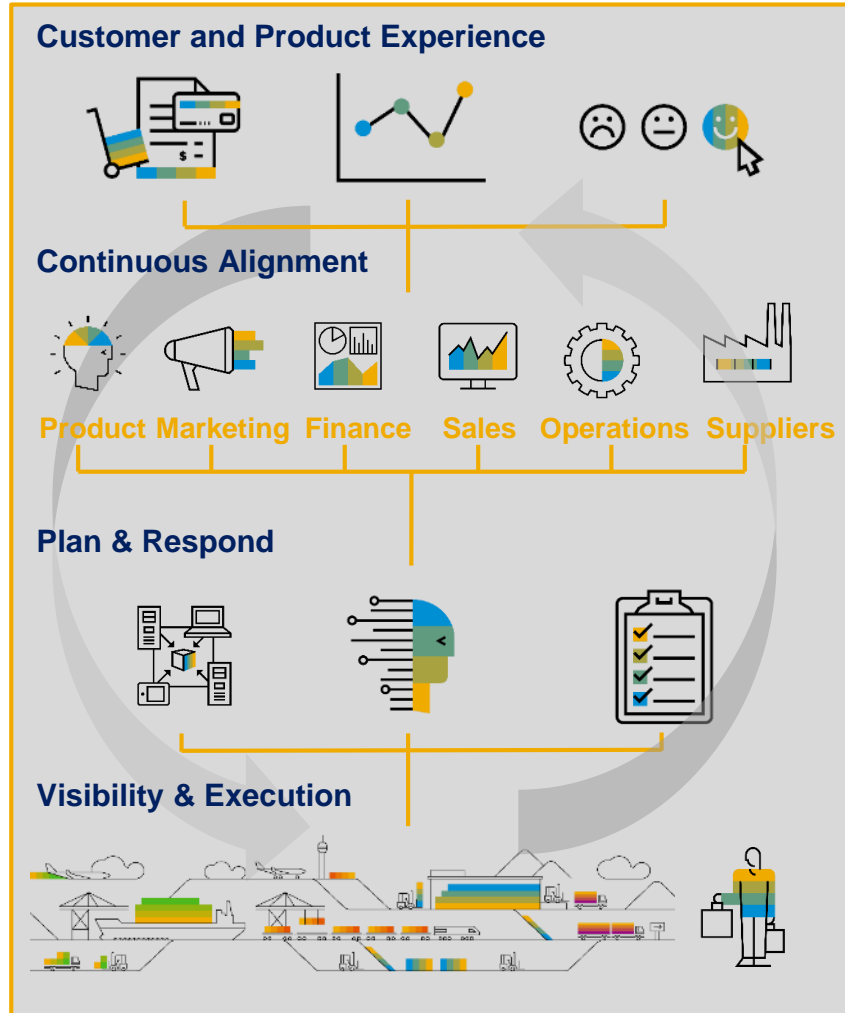 Customer and Product Experience
$
Continuous Alignment
Product Marketing Finance Sales Operations Suppliers
Plan & Respond
Visibility & Execution